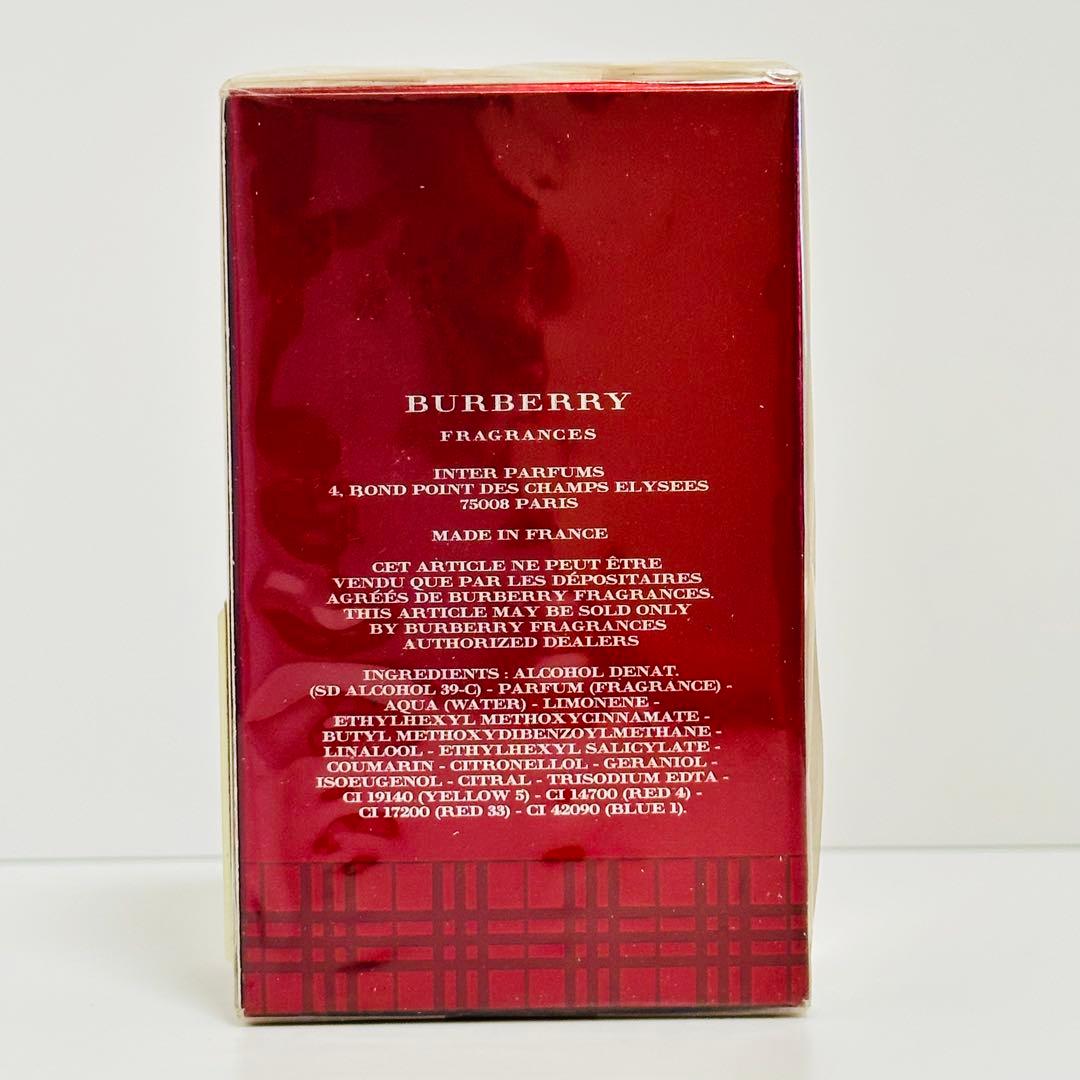 BURBERRY
FRAGRANCES
INTER PARFUMS
4, ROND POINT DES CHAMPS ELYSEES
75008 PARIS
MADE IN FRANCE
CET ARTICLE NE PEUT ÊTRE
VENDU QUE PAR LES DÉPOSITAIRES
AGRÉÉS DE BURBERRY FRAGRANCES.
THIS ARTICLE MAY BE SOLD ONLY
BY BURBERRY FRAGRANCES
AUTHORIZED DEALERS
INGREDIENTS : ALCOHOL DENAT.
(SD ALCOHOL 39-C) - PARFUM (FRAGRANCE) -
AQUA (WATER) - LIMONENE -
ETHYLHEXYL METHOXYCINNAMATE -
BUTYL METHOXYDIBENZOYLMETHANE -
LINALOOL - ETHYLHEXYL SALICYLATE -
COUMARIN - CITRONELLOL - GERANIOL -
ISOEUGENOL - CITRAL - TRISODIUM EDTA -
CI 19140 (YELLOW 5) - CI 14700 (RED 4) -
CI 17200 (RED 33) - CI 42090 (BLUE 1).